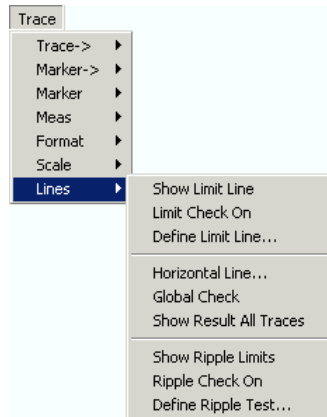 Trace
Trace->
Marker->
Marker
Meas
Format
Scale
Lines
Show Limit Line
Limit Check On
Define Limit Line...
Horizontal Line...
Global Check
Show Result All Traces
Show Ripple Limits
Ripple Check On
Define Ripple Test...